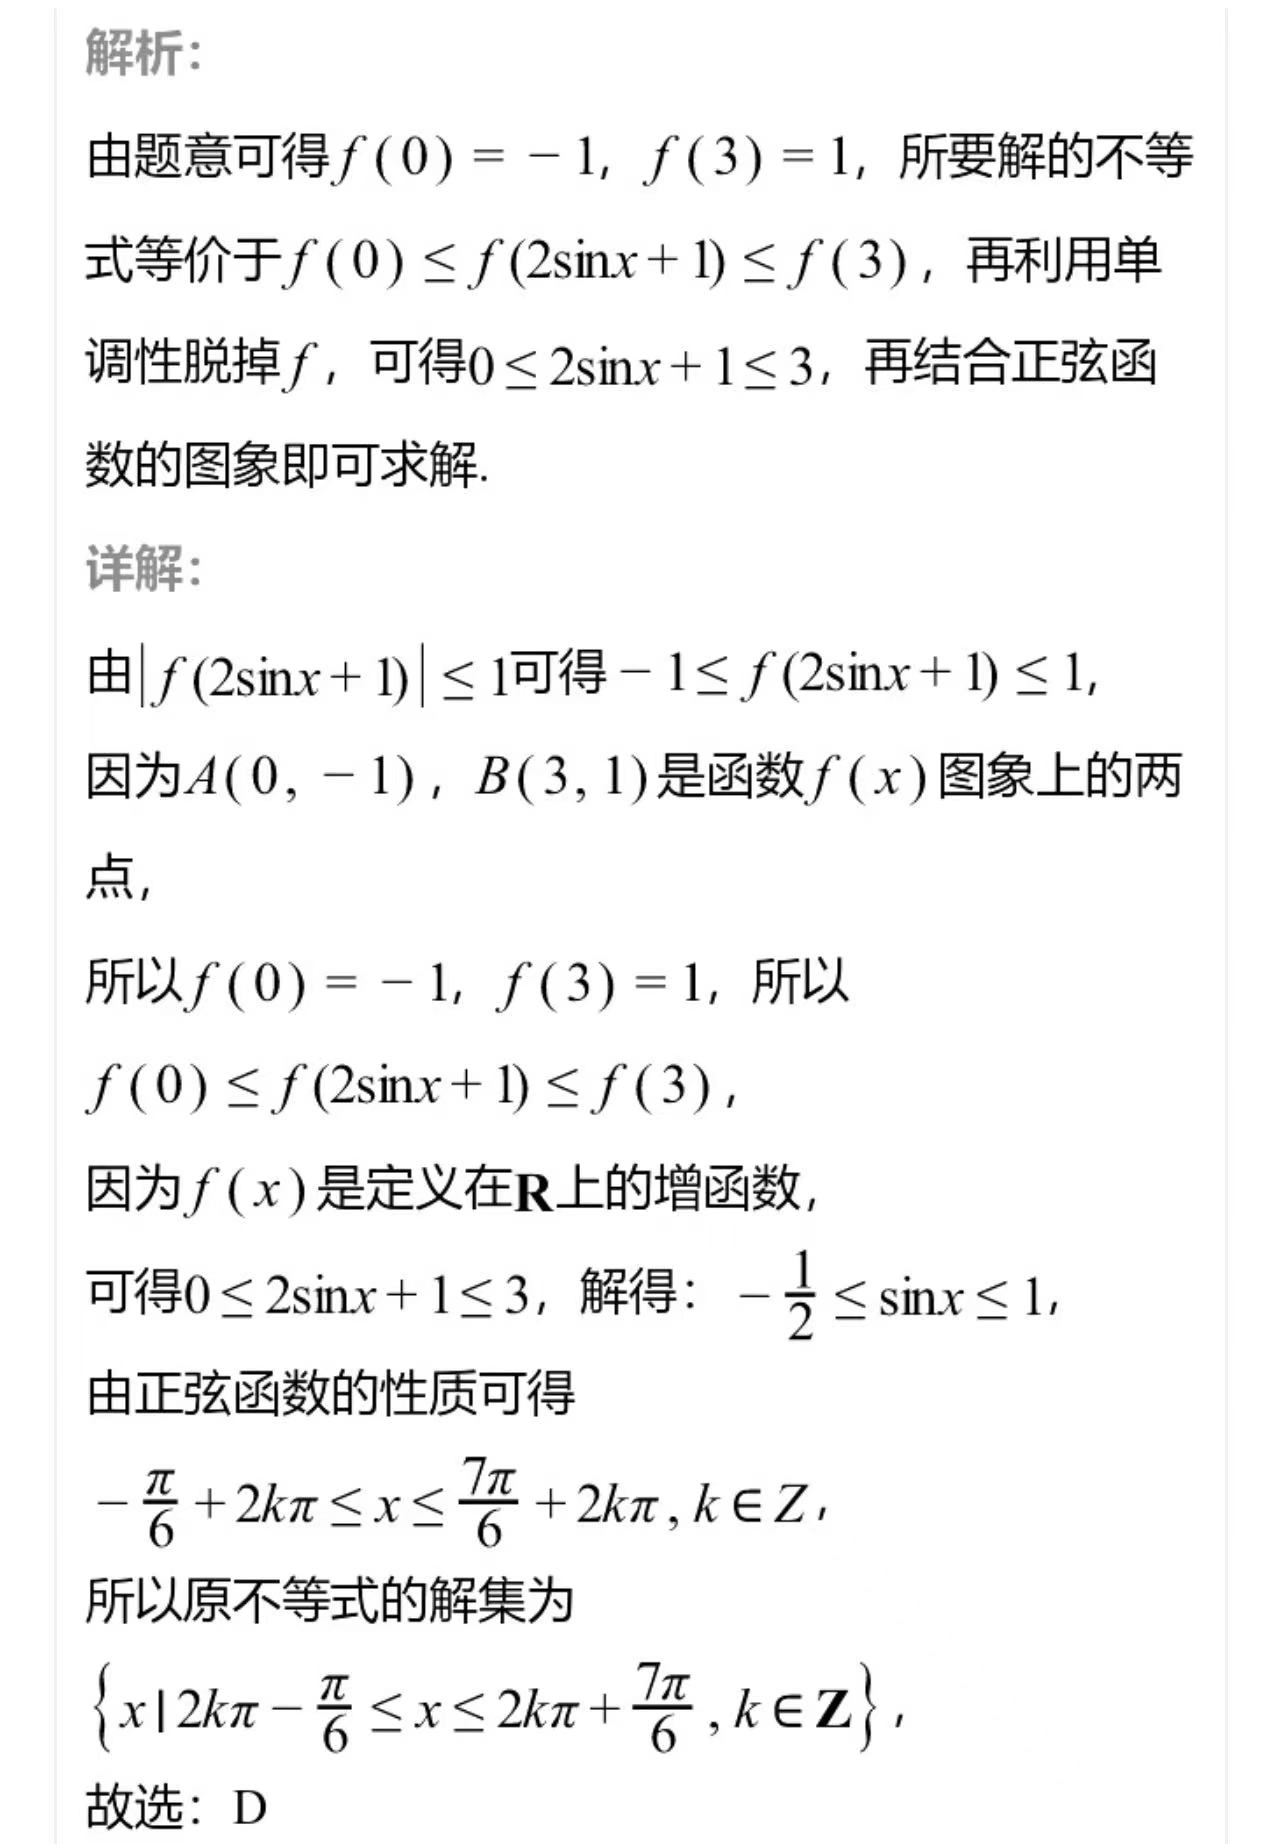 解析：
由题意可得f(0) = −1, f(3) = 1, 所要解的不等
式等价于f(0) ≤ f(2sinx + 1) ≤ f(3), 再利用单
调性脱掉f, 可得0 ≤ 2sinx + 1 ≤ 3, 再结合正弦函
数的图象即可求解.
详解：
由|f(2sinx + 1)| ≤ 1可得 − 1 ≤ f(2sinx + 1) ≤ 1,
因为A(0, − 1), B(3, 1)是函数f(x)图象上的两
点,
所以f(0) = − 1, f(3) = 1, 所以
f(0) ≤ f(2sinx + 1) ≤ f(3),
因为f(x)是定义在R上的增函数,
可得0 ≤ 2sinx + 1 ≤ 3, 解得： −1/2 ≤ sinx ≤ 1,
由正弦函数的性质可得
−π/6 + 2kπ ≤ x ≤ 7π/6 + 2kπ, k ∈ Z,
所以原不等式的解集为
{x | 2kπ − π/6 ≤ x ≤ 2kπ + 7π/6, k ∈ Z},
故选：D